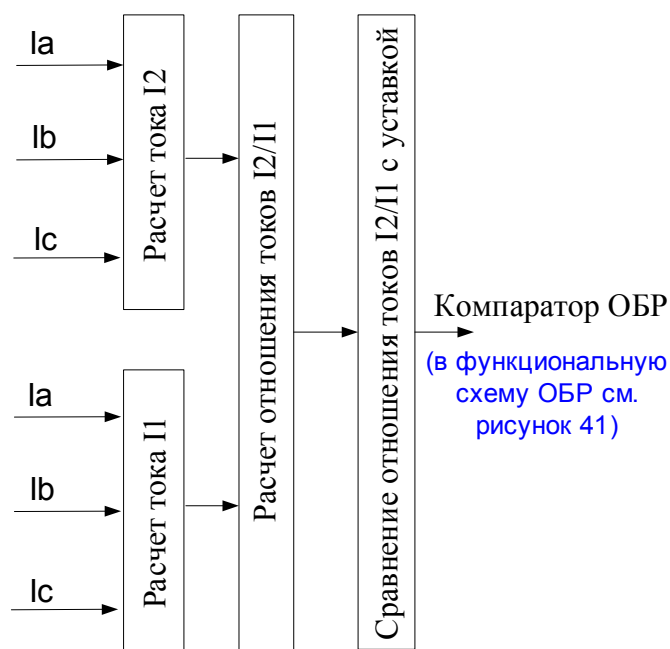 Ia
Ib
Ic
Расчет тока I2
Ia
Ib
Ic
Расчет тока I1
Расчет отношения токов I2/I1
Сравнение отношения токов I2/I1 с уставкой
Компаратор ОБР
(в функциональную
схему ОБР см.
рисунок 41)